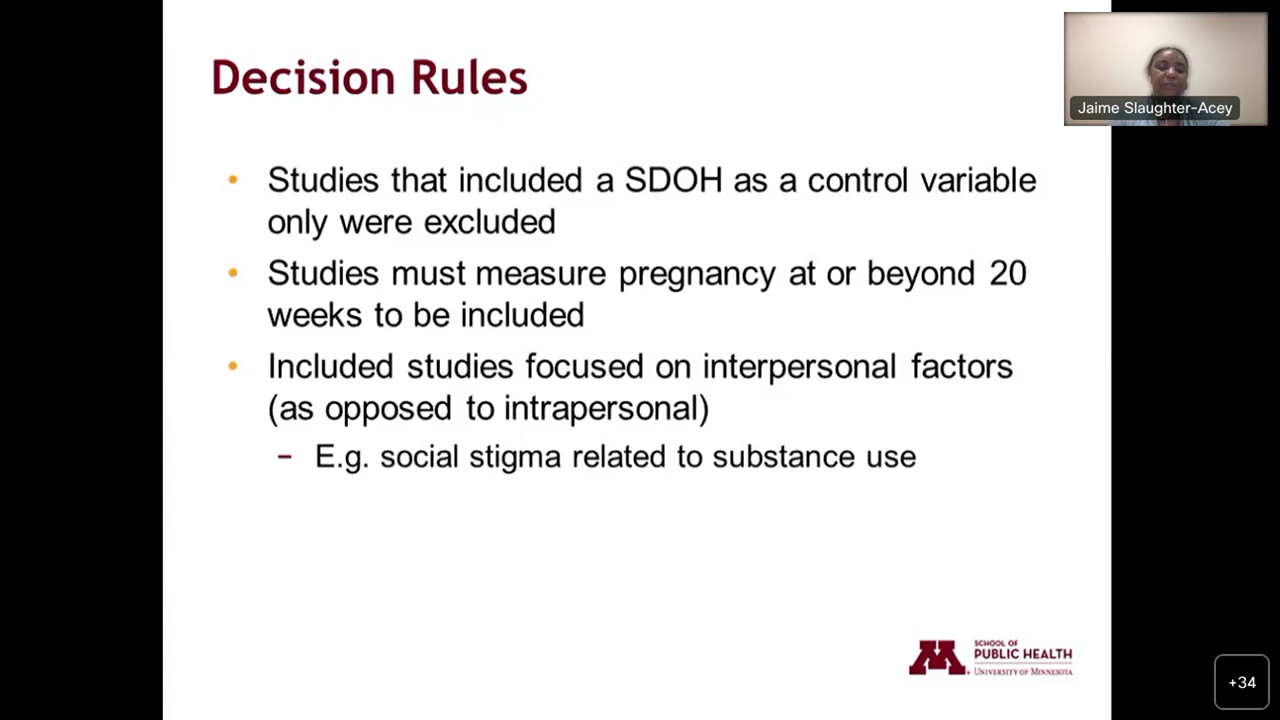 Decision Rules
Jaime Slaughter-Acey
• Studies that included a SDOH as a control variable
only were excluded
• Studies must measure pregnancy at or beyond 20
weeks to be included
• Included studies focused on interpersonal factors
(as opposed to intrapersonal)
– E.g. social stigma related to substance use
M
SCHOOL OF
PUBLIC HEALTH
UNIVERSITY OF MINNESOTA
+34